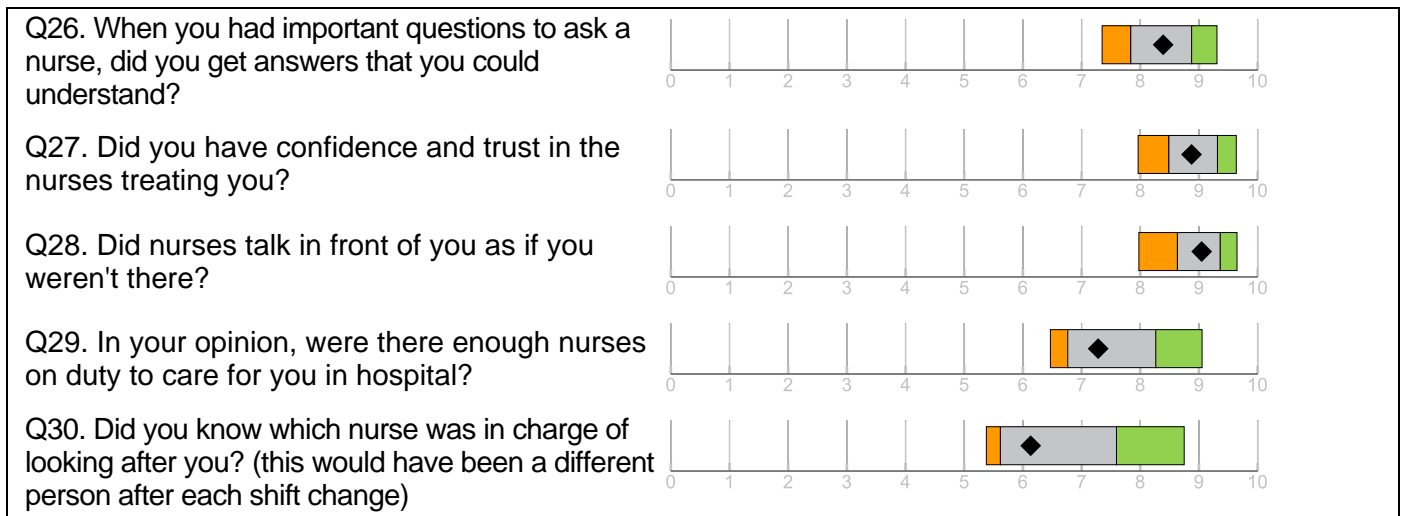 Q26. When you had important questions to ask a
nurse, did you get answers that you could
understand?
0 1 2 3 4 5 6 7 8 9 10
Q27. Did you have confidence and trust in the
nurses treating you?
0 1 2 3 4 5 6 7 8 9 10
Q28. Did nurses talk in front of you as if you
weren't there?
0 1 2 3 4 5 6 7 8 9 10
Q29. In your opinion, were there enough nurses
on duty to care for you in hospital?
0 1 2 3 4 5 6 7 8 9 10
Q30. Did you know which nurse was in charge of
looking after you? (this would have been a different
person after each shift change)
0 1 2 3 4 5 6 7 8 9 10